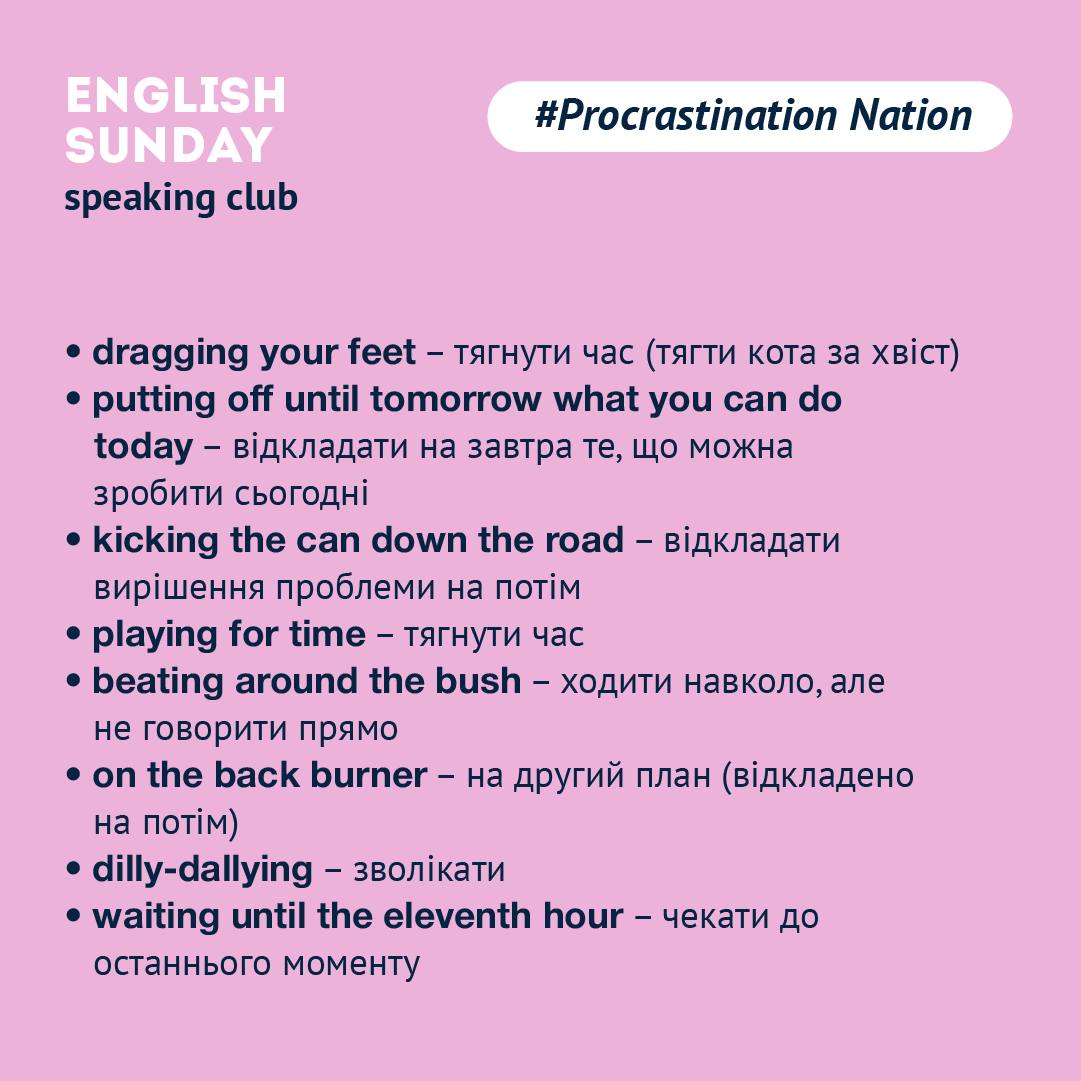 ENGLISH
SUNDAY
speaking club
#Procrastination Nation
• dragging your feet – тягнути час (тягти кота за хвіст)
• putting off until tomorrow what you can do
today – відкладати на завтра те, що можна
зробити сьогодні
• kicking the can down the road – відкладати
вирішення проблеми на потім
• playing for time – тягнути час
• beating around the bush – ходити навколо, але
не говорити прямо
• on the back burner – на другий план (відкладено
на потім)
• dilly-dallying – зволікати
• waiting until the eleventh hour – чекати до
останнього моменту